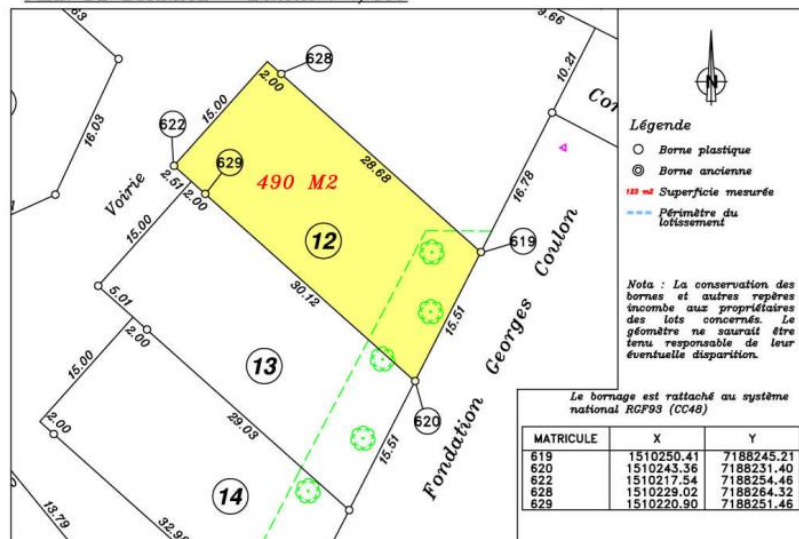 .63
16.03
9.66
10.21
628
2.00
15.00
622
629
2.51
2.00
490 M2
28.68
16.78
Voirie
12
619
15.00
30.12
15.51
Fondation Georges Coulon
5.01
2.00
13
620
15.00
29.03
15.51
2.00
14
13.79
N
Légende
Borne plastique
Borne ancienne
123 m2 Superficie mesurée
Périmètre du
lotissement
Nota : La conservation des
bornes et autres repères
incombe aux propriétaires
des lots concernés. Le
géomètre ne saurait être
tenu responsable de leur
éventuelle disparition.
Le bornage est rattaché au système
national RGF93 (CC48)
MATRICULE X Y
619 1510250.41 7188245.21
620 1510243.36 7188231.40
622 1510217.54 7188254.46
628 1510229.02 7188264.32
629 1510220.90 7188251.46